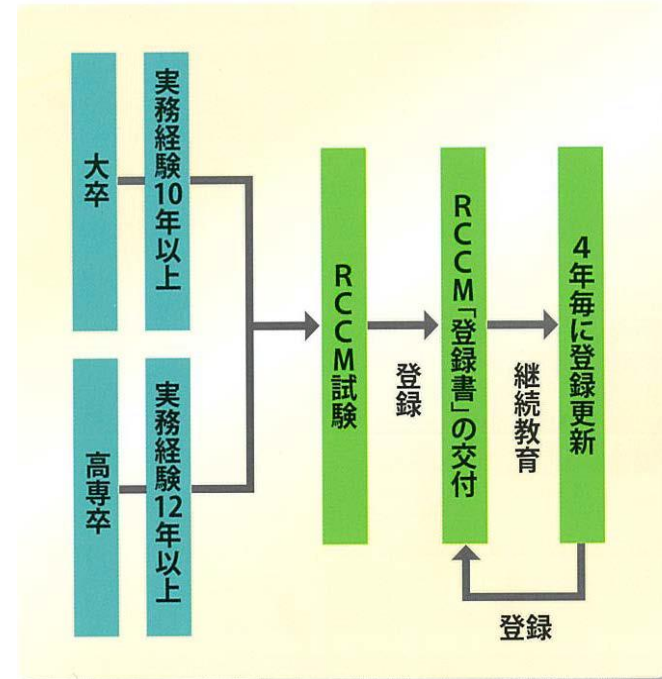 大卒
実務経験10年以上
高専卒
実務経験12年以上
RCCM試験
登録
RCCM「登録書」の交付
継続教育
4年毎に登録更新
登録